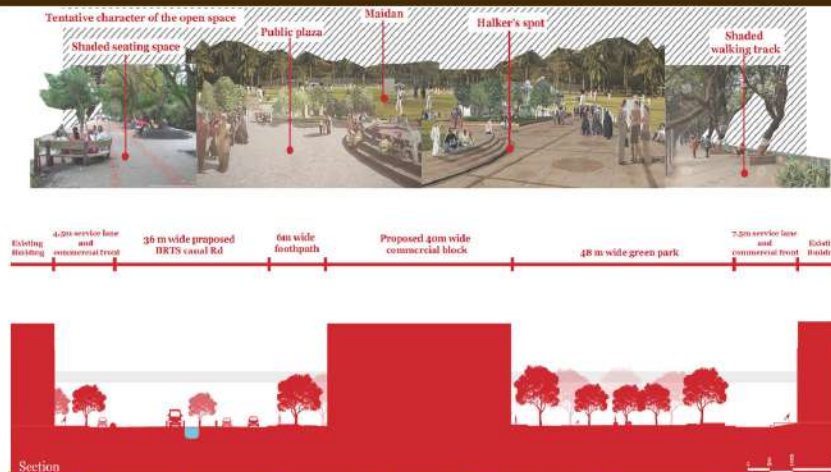 Tentative character of the open space
Shaded seating space
Public plaza
Maidan
Halker's spot
Shaded
walking track
Existing
Building
4.5m service lane
and
commercial front
36 m wide proposed
BRTS canal Rd
6m wide
footpath
Proposed 40m wide
commercial block
48 m wide green park
7.5m service lane
and
commercial front
Section